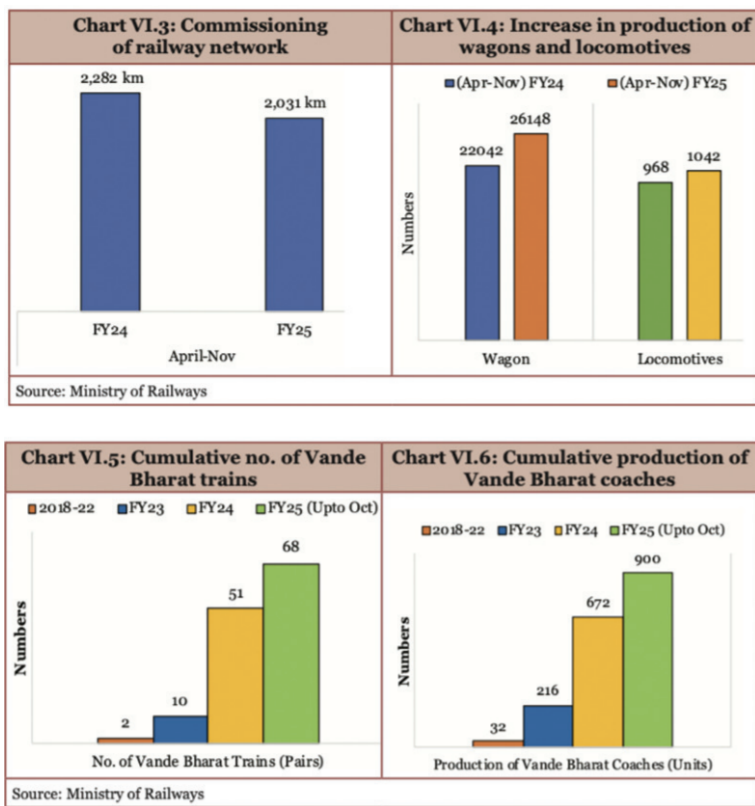 Chart VI.3: Commissioning
of railway network
2,282 km
2,031 km
FY24
FY25
April-Nov
Chart VI.4: Increase in production of
wagons and locomotives
(Apr-Nov) FY24
(Apr-Nov) FY25
Numbers
22042
26148
968
1042
Wagon
Locomotives
Source: Ministry of Railways
Chart VI.5: Cumulative no. of Vande
Bharat trains
2018-22 FY23 FY24 FY25 (Upto Oct)
Numbers
2
10
51
68
No. of Vande Bharat Trains (Pairs)
Chart VI.6: Cumulative production of
Vande Bharat coaches
2018-22 FY23 FY24 FY25 (Upto Oct)
Numbers
32
216
672
900
Production of Vande Bharat Coaches (Units)
Source: Ministry of Railways